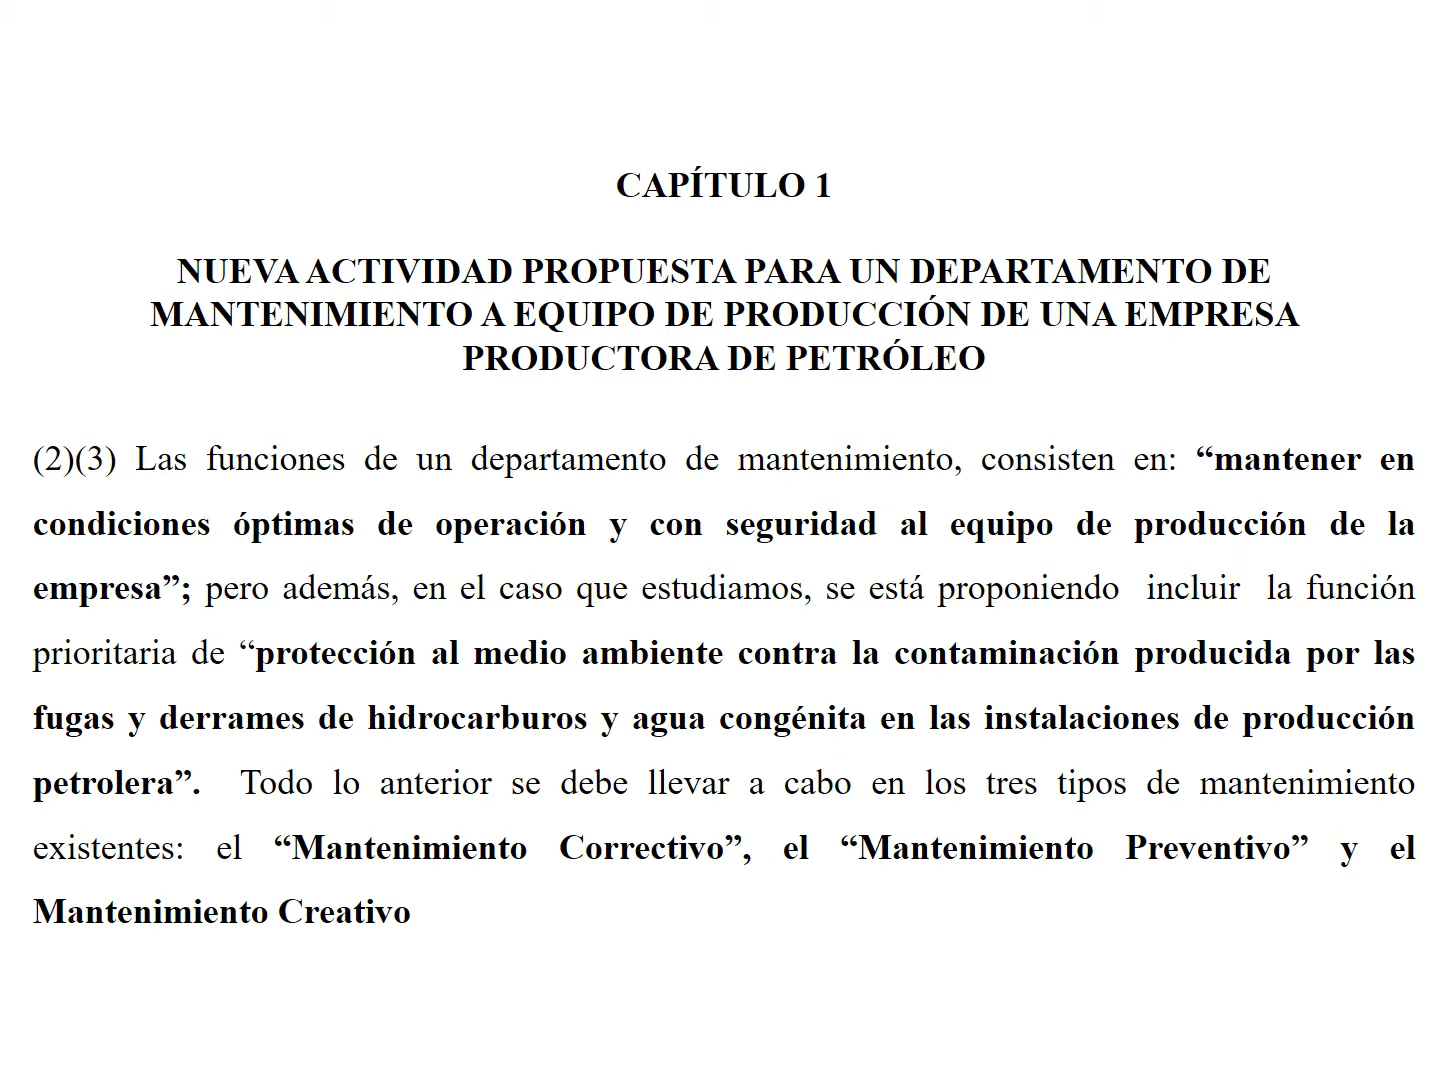 CAPÍTULO 1
NUEVA ACTIVIDAD PROPUESTA PARA UN DEPARTAMENTO DE
MANTENIMIENTO A EQUIPO DE PRODUCCIÓN DE UNA EMPRESA
PRODUCTORA DE PETRÓLEO
(2)(3) Las funciones de un departamento de mantenimiento, consisten en: “mantener en
condiciones óptimas de operación y con seguridad al equipo de producción de la
empresa”; pero además, en el caso que estudiamos, se está proponiendo incluir la función
prioritaria de “protección al medio ambiente contra la contaminación producida por las
fugas y derrames de hidrocarburos y agua congénita en las instalaciones de producción
petrolera”. Todo lo anterior se debe llevar a cabo en los tres tipos de mantenimiento
existentes: el “Mantenimiento Correctivo”, el “Mantenimiento Preventivo” y el
Mantenimiento Creativo